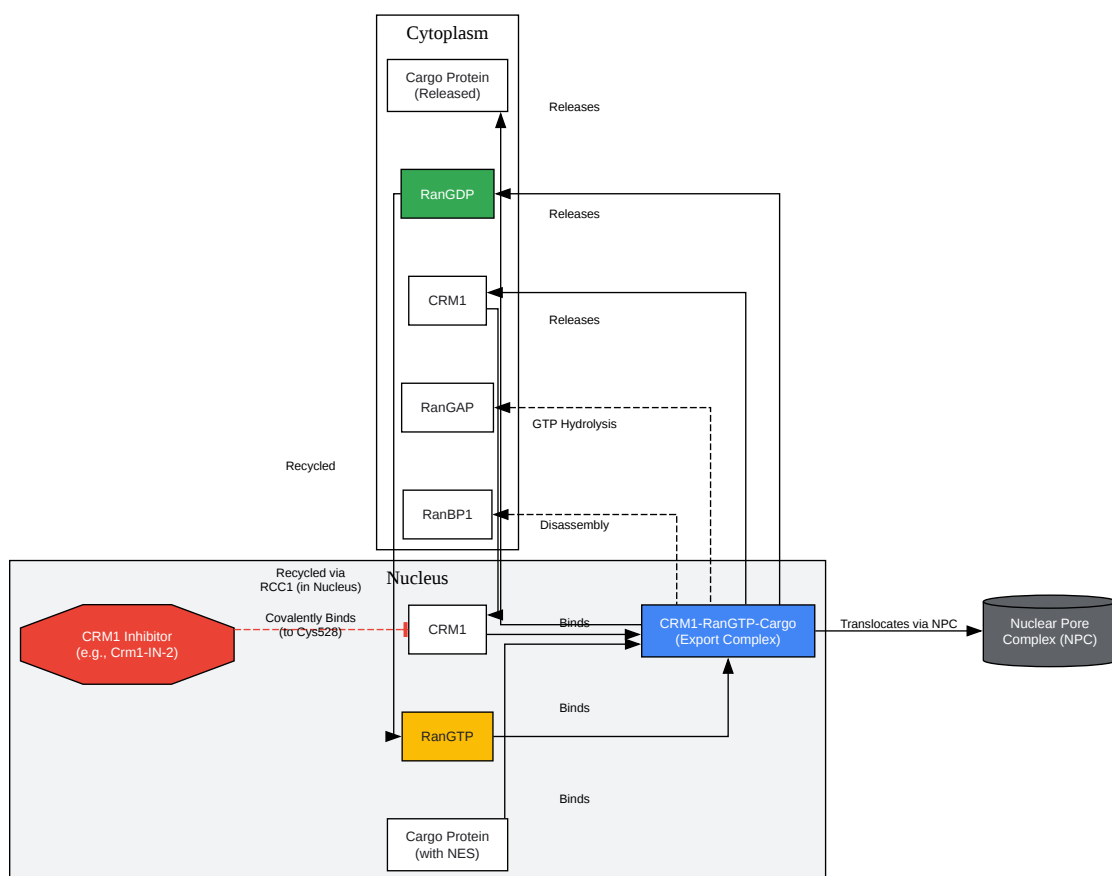 Cytoplasm
Cargo Protein
(Released)
Releases
RanGDP
Releases
CRM1
Releases
RanGAP
GTP Hydrolysis
Recycled
RanBP1
Disassembly
Nucleus
Recycled via
RCC1 (in Nucleus)
Covalently Binds
(to Cys528)
CRM1 Inhibitor
(e.g., Crm1-IN-2)
CRM1
Binds
CRM1-RanGTP-Cargo
(Export Complex)
Translocates via NPC
Nuclear Pore
Complex (NPC)
Binds
RanGTP
Binds
Cargo Protein
(with NES)